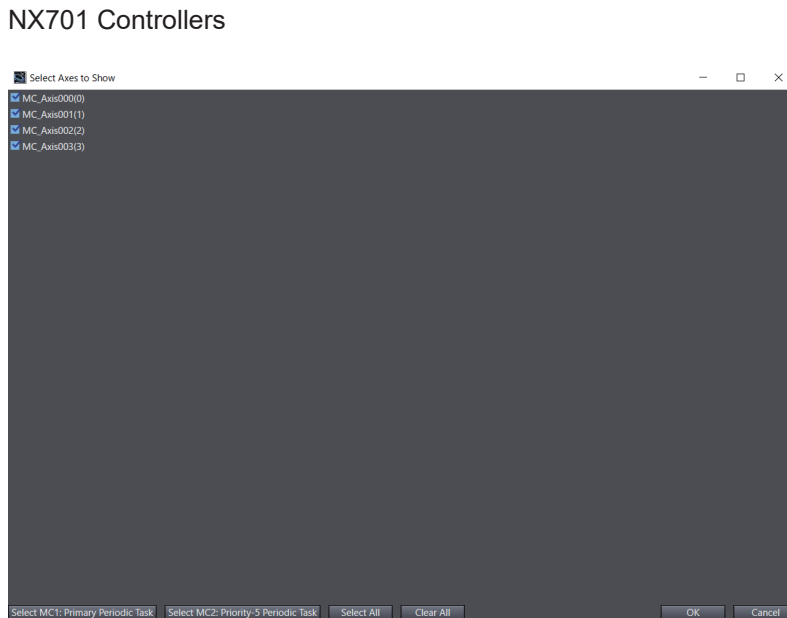 NX701 Controllers
Select Axes to Show
MC_Axis000(0)
MC_Axis001(1)
MC_Axis002(2)
MC_Axis003(3)
Select MC1: Primary Periodic Task Select MC2: Priority-5 Periodic Task Select All Clear All OK Cancel